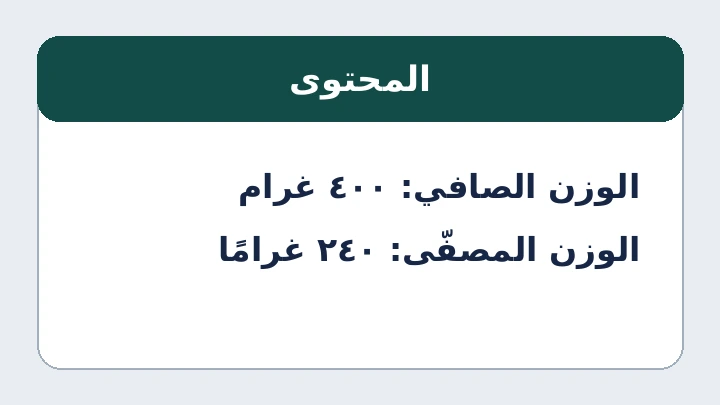 المحتوى
الوزن الصافي: ٤٠٠ غرام
الوزن المصفّى: ٢٤٠ غرامًا